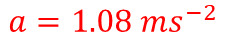 a = 1.08 ms⁻²